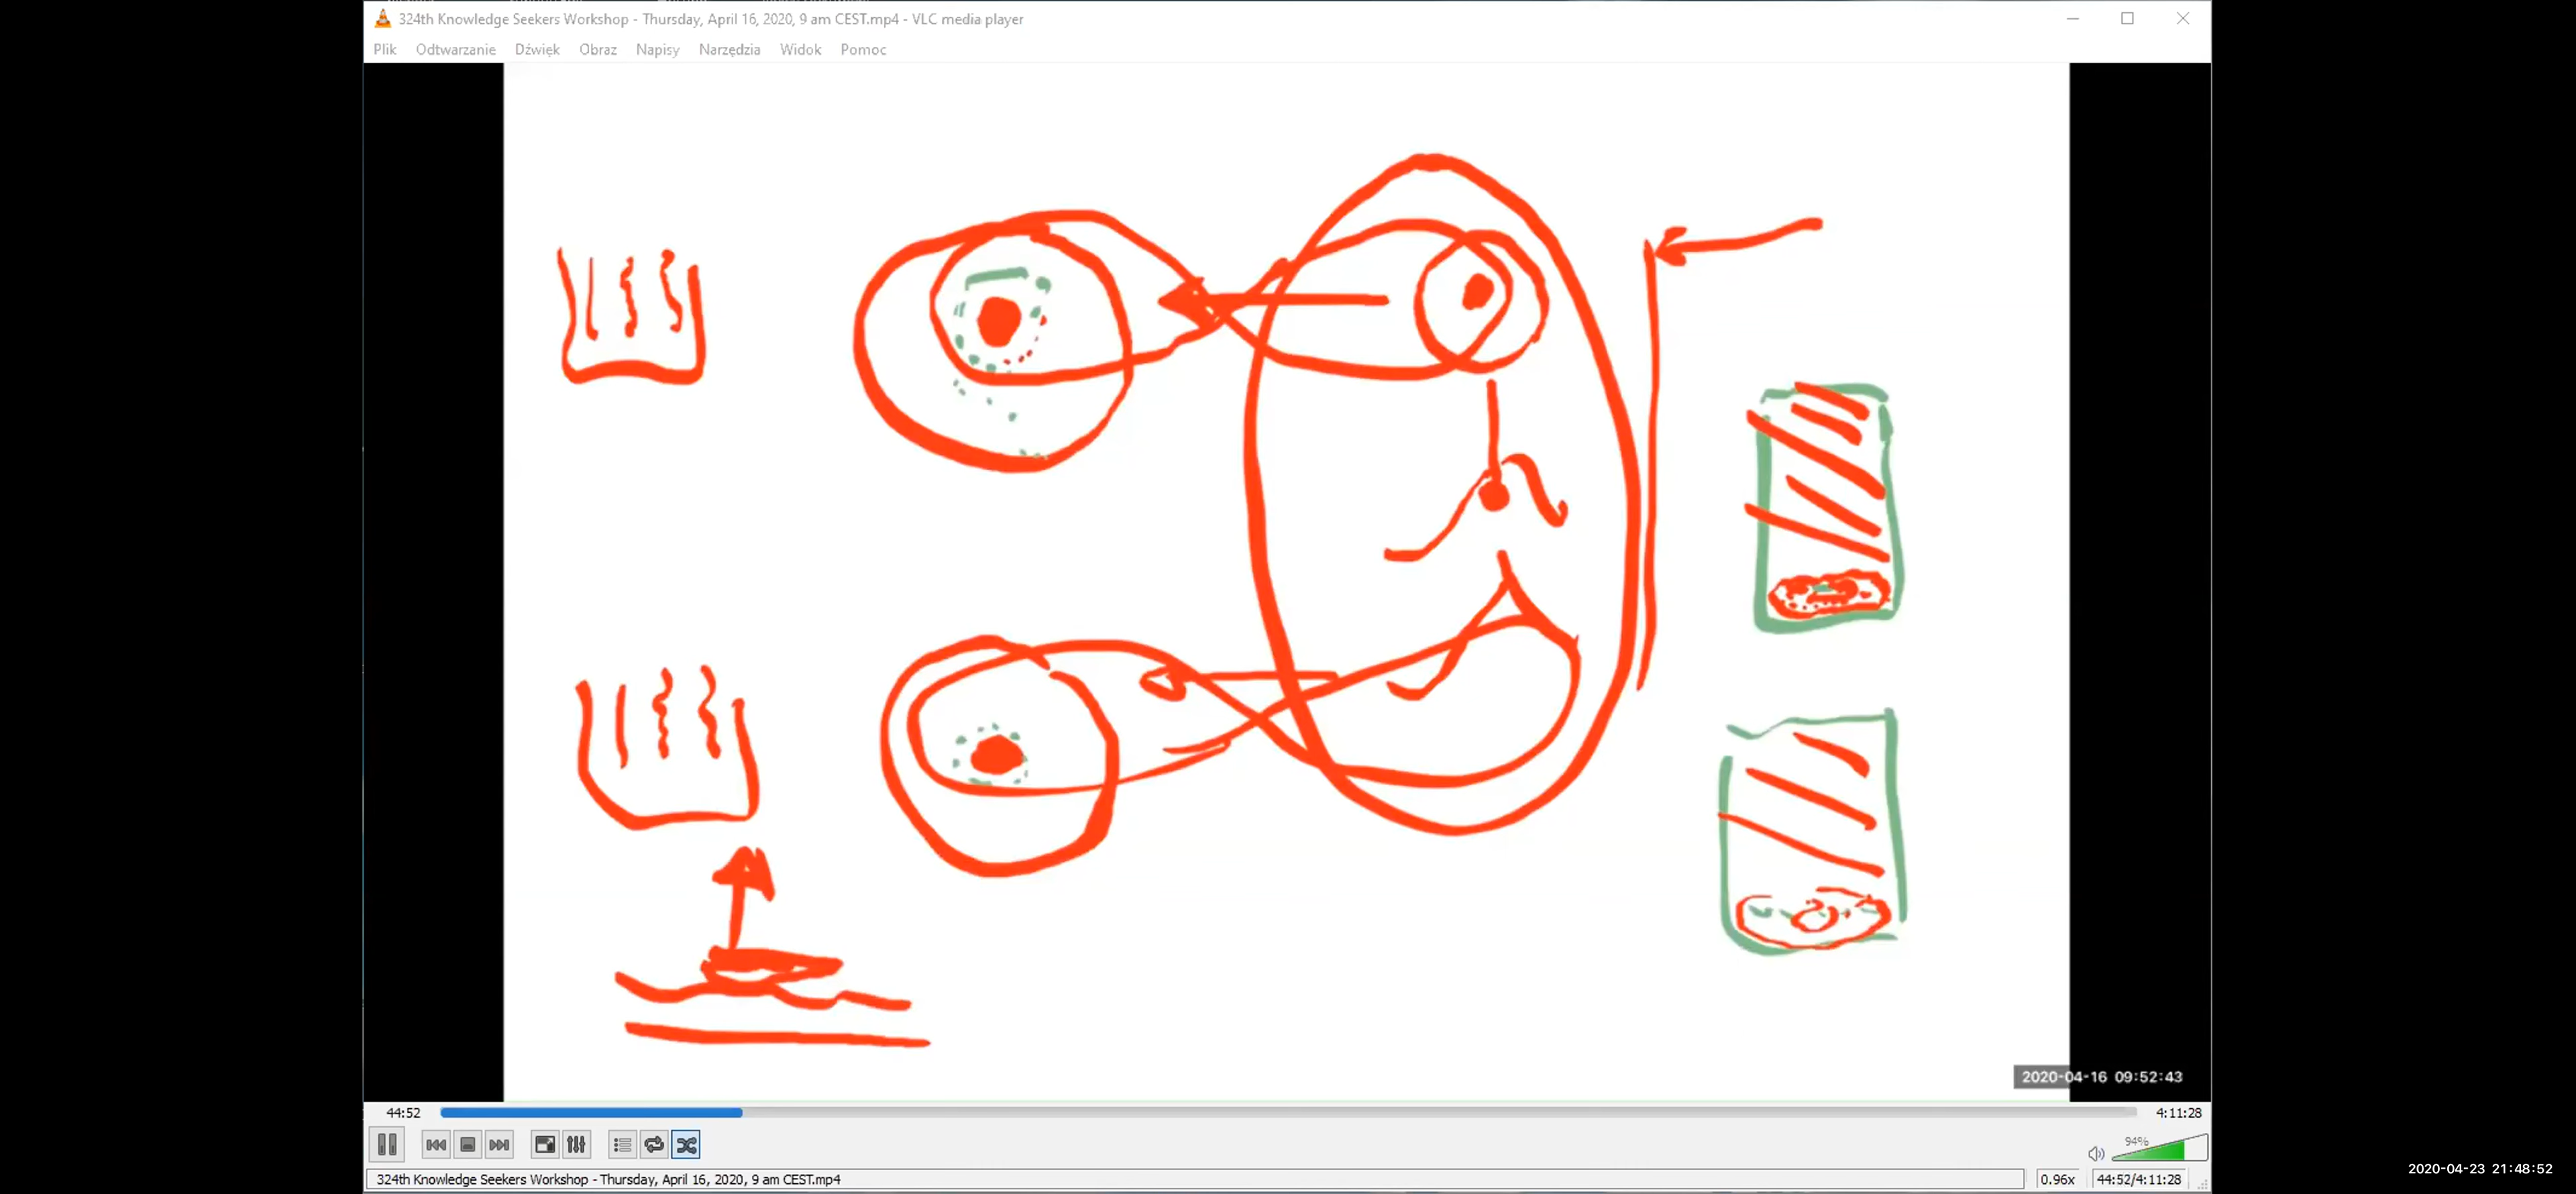 324th Knowledge Seekers Workshop - Thursday, April 16, 2020, 9 am CEST.mp4 - VLC media player
Plik Odtwarzanie Dźwięk Obraz Napisy Narzędzia Widok Pomoc
2020-04-16 09:52:43
44:52 4:11:28
94%
324th Knowledge Seekers Workshop - Thursday, April 16, 2020, 9 am CEST.mp4 0.96x 44:52/4:11:28
2020-04-23 21:48:52